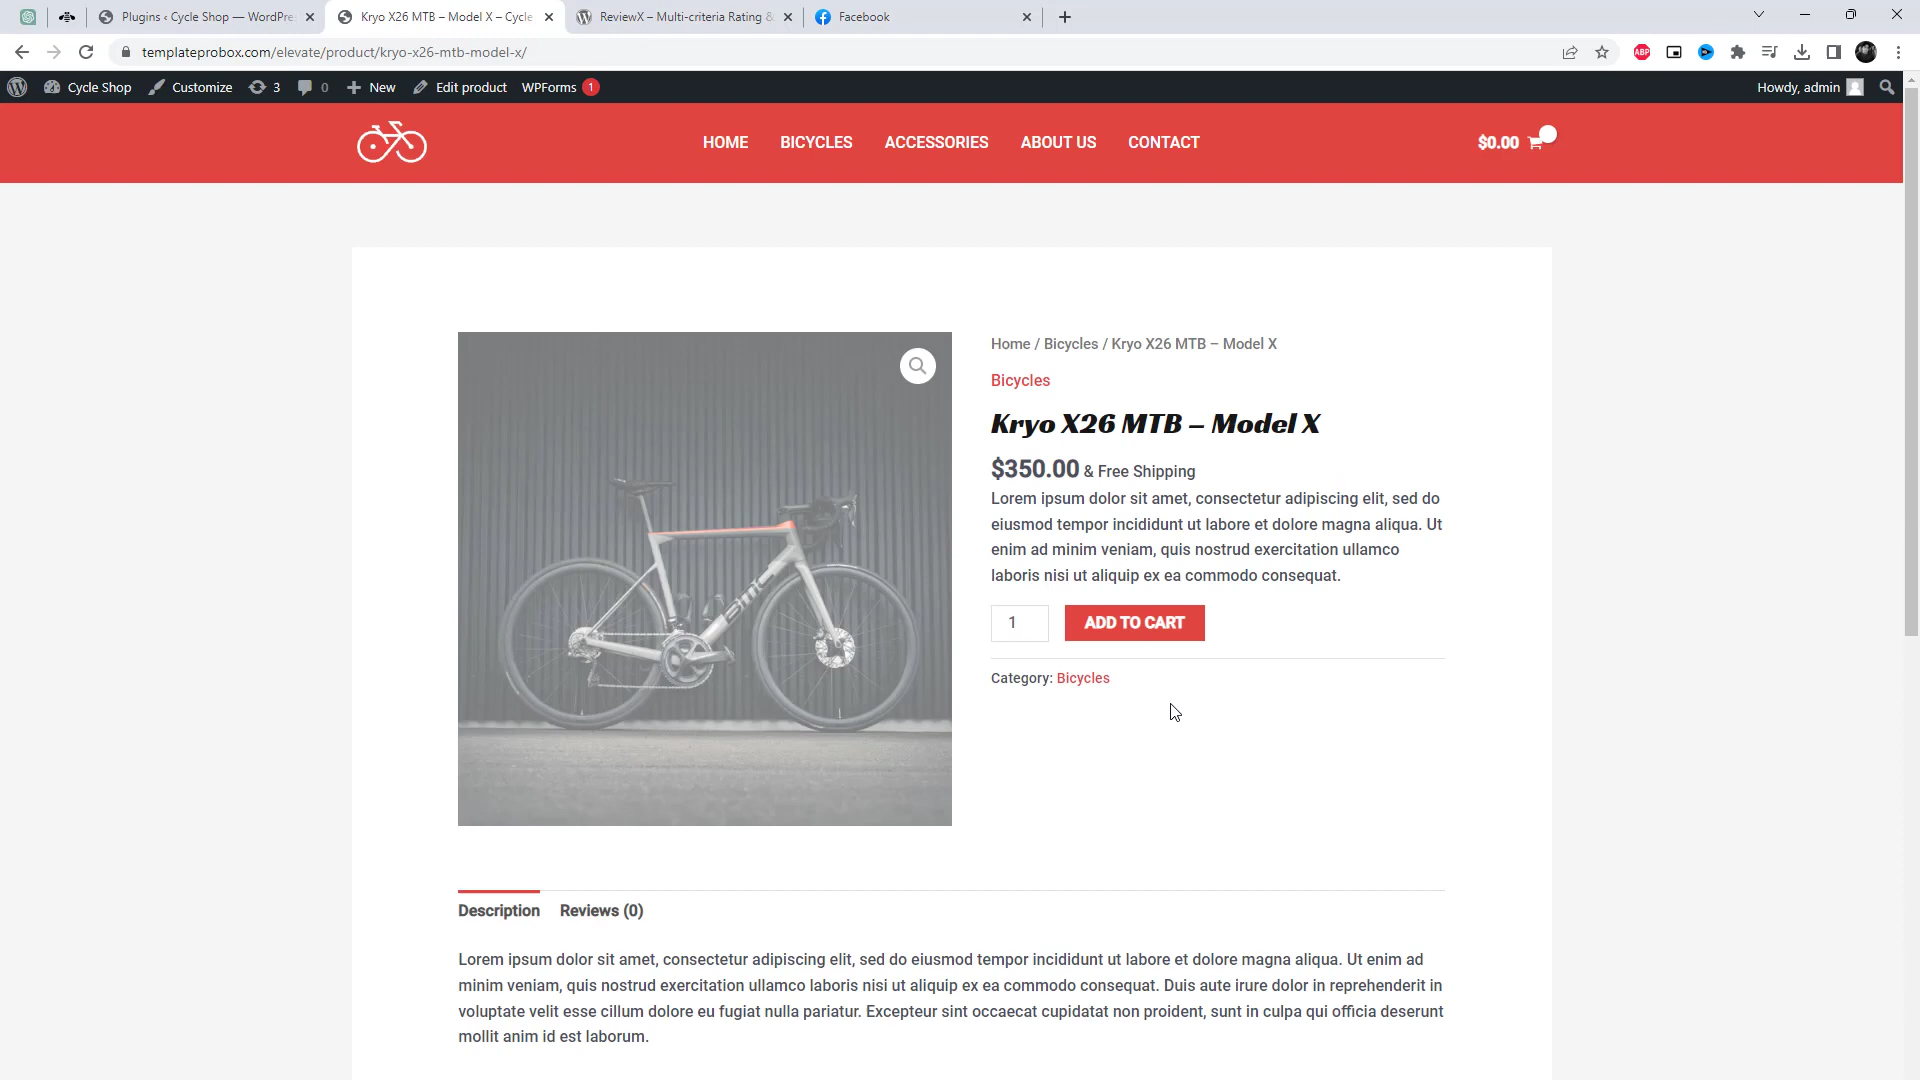 Plugins ‹ Cycle Shop — WordPre
Kryo X26 MTB – Model X – Cycle
ReviewX – Multi-criteria Rating &
Facebook
templateprobox.com/elevate/product/kryo-x26-mtb-model-x/
ABP
Cycle Shop
Customize
3
0
New
Edit product
WPForms 1
Howdy, admin
HOME
BICYCLES
ACCESSORIES
ABOUT US
CONTACT
$0.00
Home / Bicycles / Kryo X26 MTB – Model X
Bicycles
Kryo X26 MTB – Model X
$350.00 & Free Shipping
Lorem ipsum dolor sit amet, consectetur adipiscing elit, sed do
eiusmod tempor incididunt ut labore et dolore magna aliqua. Ut
enim ad minim veniam, quis nostrud exercitation ullamco
laboris nisi ut aliquip ex ea commodo consequat.
1
ADD TO CART
Category: Bicycles
Description
Reviews (0)
Lorem ipsum dolor sit amet, consectetur adipiscing elit, sed do eiusmod tempor incididunt ut labore et dolore magna aliqua. Ut enim ad
minim veniam, quis nostrud exercitation ullamco laboris nisi ut aliquip ex ea commodo consequat. Duis aute irure dolor in reprehenderit in
voluptate velit esse cillum dolore eu fugiat nulla pariatur. Excepteur sint occaecat cupidatat non proident, sunt in culpa qui officia deserunt
mollit anim id est laborum.